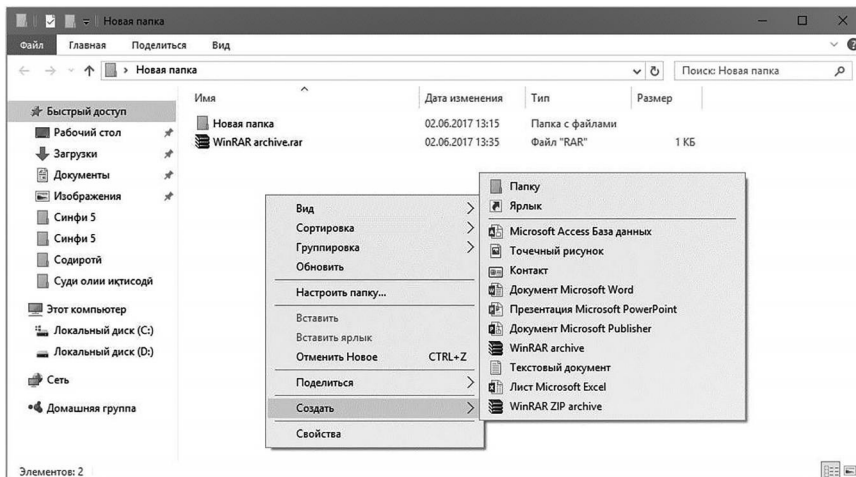 Новая папка
Файл Главная Поделиться Вид
Новая папка
Поиск: Новая папка
Имя Дата изменения Тип Размер
Новая папка 02.06.2017 13:15 Папка с файлами
WinRAR archive.rar 02.06.2017 13:35 Файл "RAR" 1 КБ
Быстрый доступ
Рабочий стол
Загрузки
Документы
Изображения
Синфи 5
Синфи 5
Содиротй
Суди олии иқтисодӣ
Этот компьютер
Локальный диск (C:)
Локальный диск (D:)
Сеть
Домашняя группа
Вид
Сортировка
Группировка
Обновить
Настроить папку...
Вставить
Вставить ярлык
Отменить Новое CTRL+Z
Поделиться
Создать
Свойства
Папку
Ярлык
Microsoft Access База данных
Точечный рисунок
Контакт
Документ Microsoft Word
Презентация Microsoft PowerPoint
Документ Microsoft Publisher
WinRAR archive
Текстовый документ
Лист Microsoft Excel
WinRAR ZIP archive
Элементов: 2